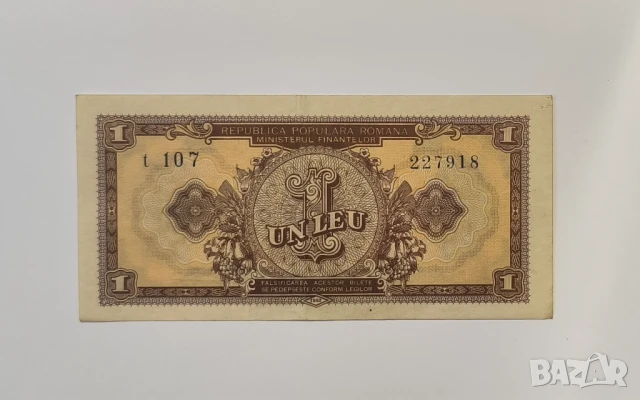 1 REPUBLICA POPULARA ROMANA 1
MINISTERUL FINANTELOR
t 107 227918
1
UN LEU
FALSIFICAREA ACESTOR BILETE
SE PEDEPSESTE CONFORM LEGILOR
1 1
BAZAR